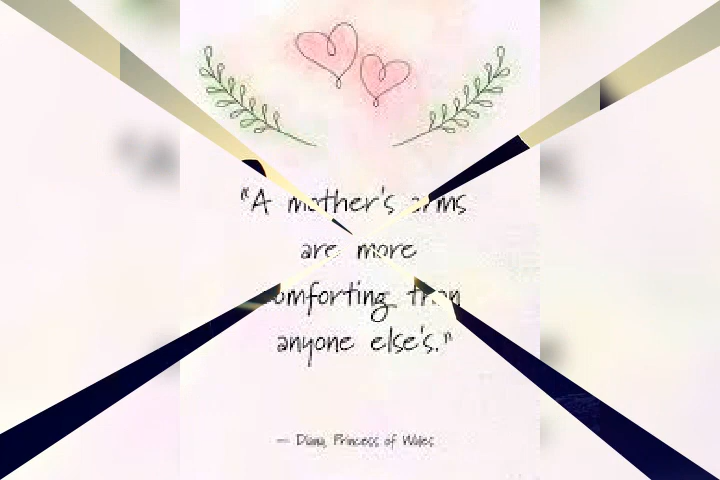 "A mother's arms
are more
comforting than
anyone else's."
— Diana, Princess of Wales